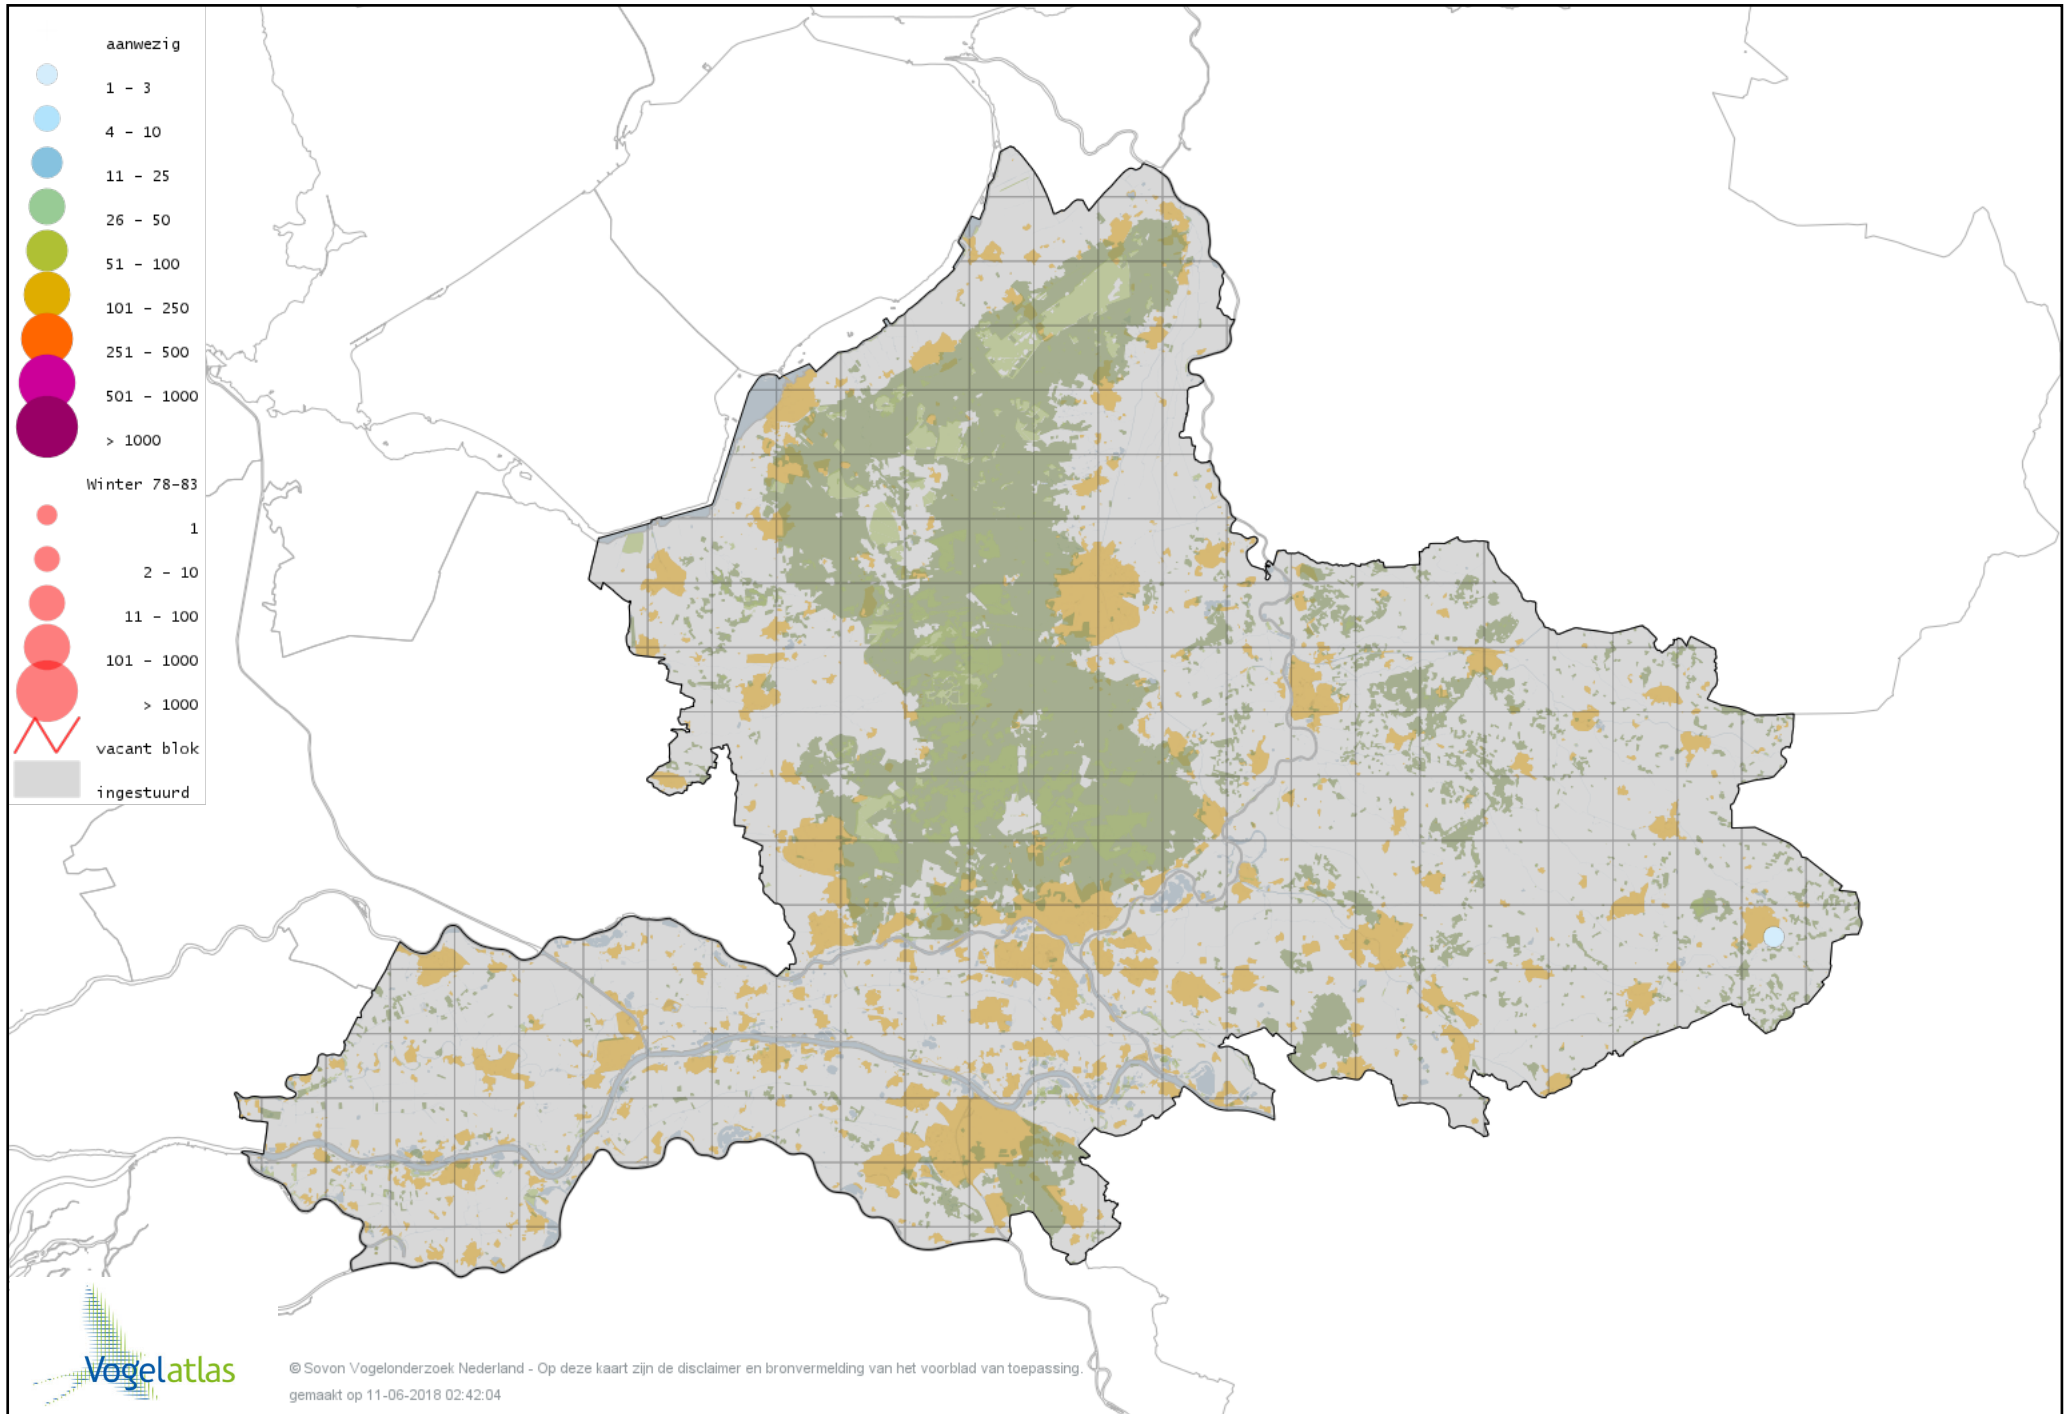 aanwezig
1 - 3
4 - 10
11 - 25
26 - 50
51 - 100
101 - 250
251 - 500
501 - 1000
> 1000
Winter 78-83
1
2 - 10
11 - 100
101 - 1000
> 1000
vacant blok
ingestuurd
Vogelatlas
© Sovon Vogelonderzoek Nederland - Op deze kaart zijn de disclaimer en bronvermelding van het voorblad van toepassing.
gemaakt op 11-06-2018 02:42:04